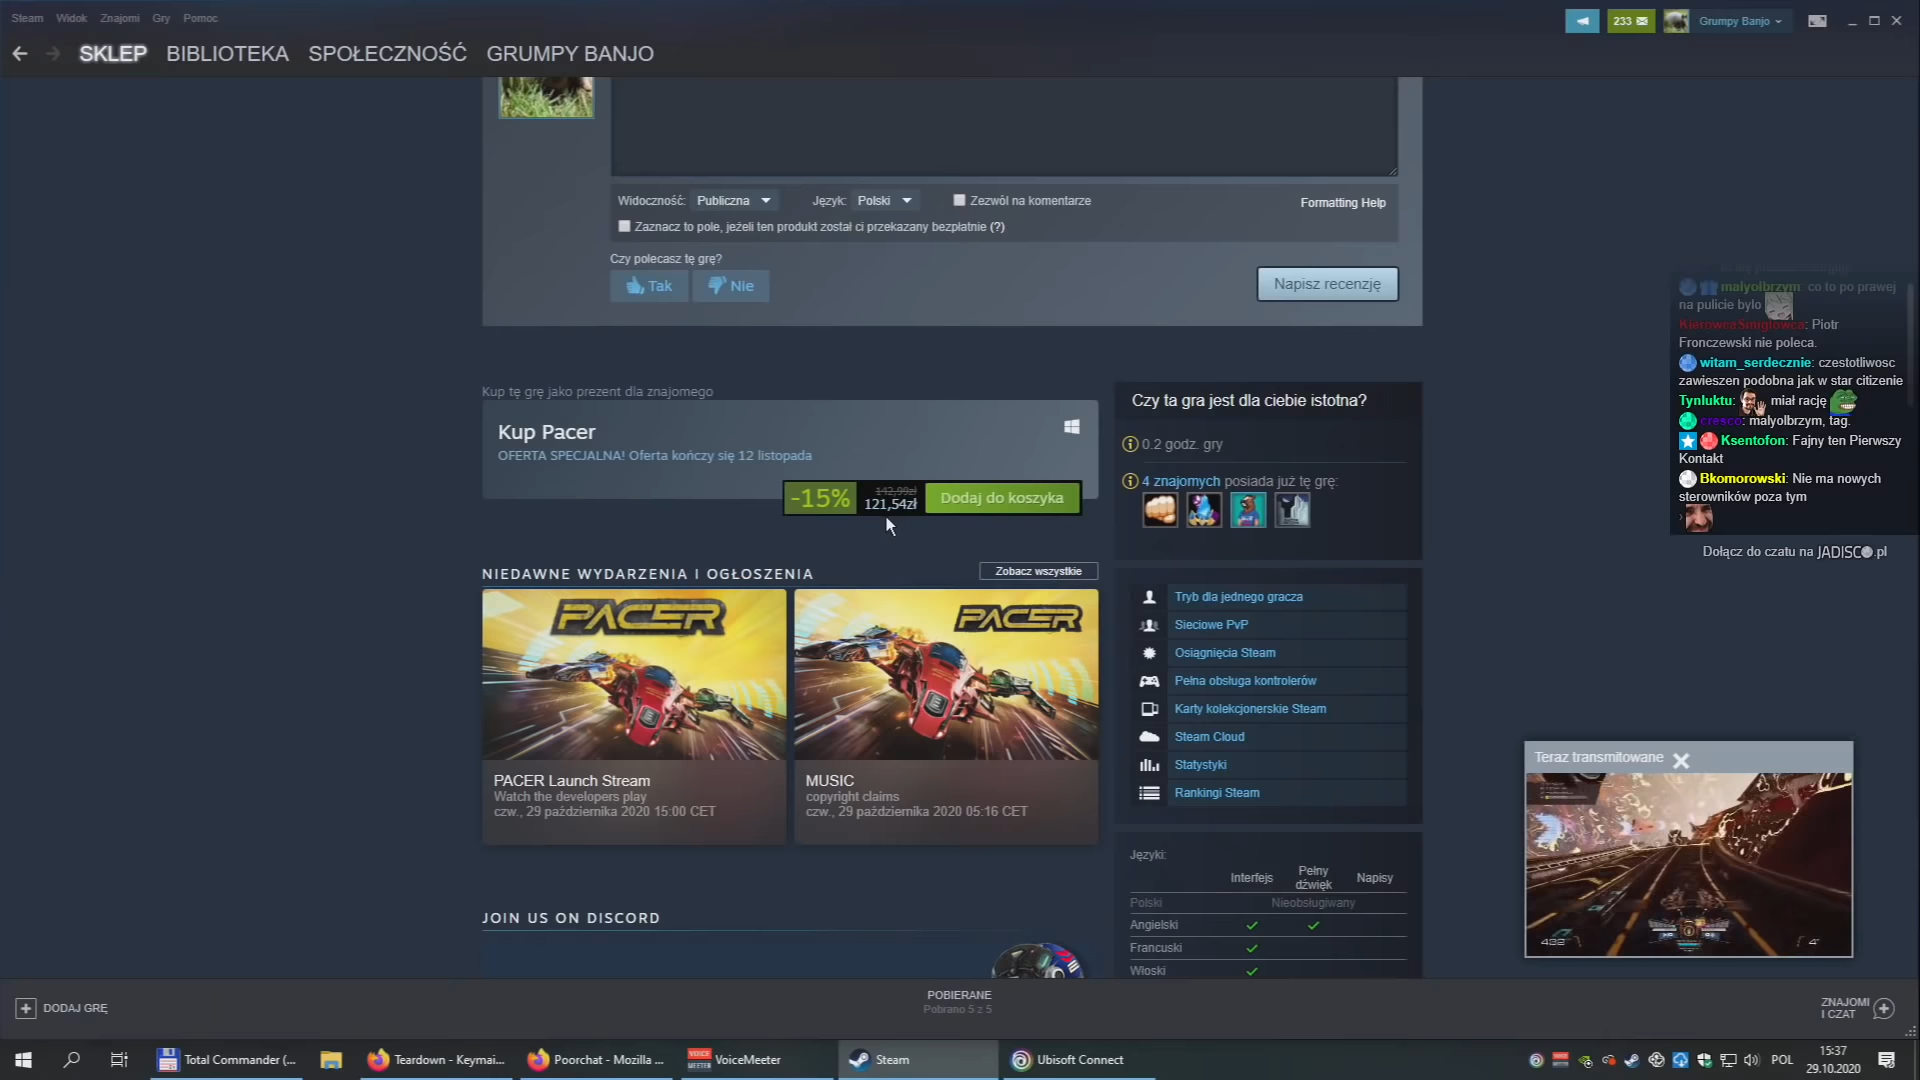 Steam Widok Znajomi Gry Pomoc
233
Grumpy Banjo
SKLEP BIBLIOTEKA SPOŁECZNOŚĆ GRUMPY BANJO
Widoczność: Publiczna Język: Polski Zezwól na komentarze
Formatting Help
Zaznacz to pole, jeżeli ten produkt został ci przekazany bezpłatnie (?)
Czy polecasz tę grę?
Tak Nie
Napisz recenzję
malyolbrzym: co to po prawej
na pulicie bylo
KierowcaSmiglowca: Piotr
Fronczewski nie poleca.
witam_serdecznie: czestotliwosc
zawieszen podobna jak w star citizenie
Tynluktu: miał rację
cresco: malyolbrzym, tag.
Ksentofon: Fajny ten Pierwszy
Kontakt
Bkomorowski: Nie ma nowych
sterowników poza tym
Dołącz do czatu na JADISCO.pl
Kup tę grę jako prezent dla znajomego
Kup Pacer
OFERTA SPECJALNA! Oferta kończy się 12 listopada
-15%
142,99zł
121,54zł
Dodaj do koszyka
Czy ta gra jest dla ciebie istotna?
0.2 godz. gry
4 znajomych posiada już tę grę:
NIEDAWNE WYDARZENIA I OGŁOSZENIA
Zobacz wszystkie
PACER
PACER Launch Stream
Watch the developers play
czw., 29 października 2020 15:00 CET
PACER
MUSIC
copyright claims
czw., 29 października 2020 05:16 CET
Tryb dla jednego gracza
Sieciowe PvP
Osiągnięcia Steam
Pełna obsługa kontrolerów
Karty kolekcjonerskie Steam
Steam Cloud
Statystyki
Rankingi Steam
Języki:
Interfejs Pełny dźwięk Napisy
Polski Nieobsługiwany
Angielski
Francuski
Włoski
JOIN US ON DISCORD
Teraz transmitowane
DODAJ GRĘ
POBIERANE
Pobrano 5 z 5
ZNAJOMI
I CZAT
Total Commander (...
Teardown - Keymai...
Poorchat - Mozilla ...
VOICE
MEETER
VoiceMeeter
Steam
Ubisoft Connect
POL
15:37
29.10.2020